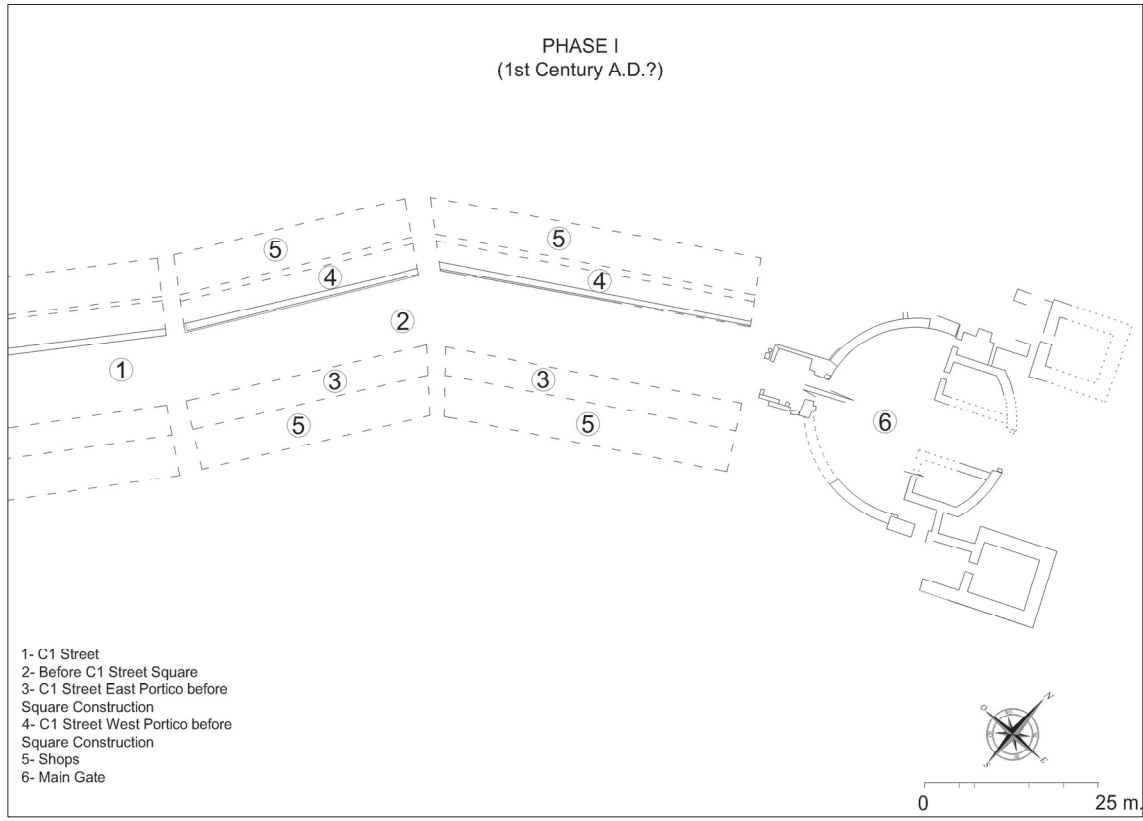 PHASE I
(1st Century A.D.?)
5
5
4
4
2
1
3
3
5
5
6
1- C1 Street
2- Before C1 Street Square
3- C1 Street East Portico before
Square Construction
4- C1 Street West Portico before
Square Construction
5- Shops
6- Main Gate
N
O
S
E
0
25 m.